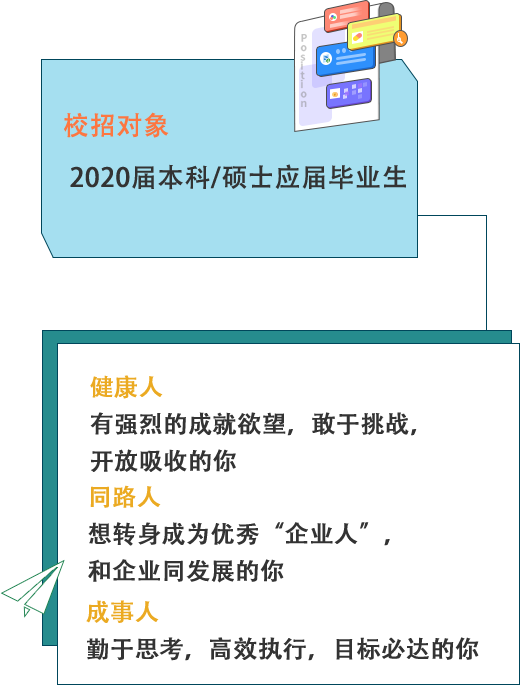 Position
校招对象
2020届本科/硕士应届毕业生
健康人
有强烈的成就欲望，敢于挑战，
开放吸收的你
同路人
想转身成为优秀“企业人”，
和企业同发展的你
成事人
勤于思考，高效执行，目标必达的你